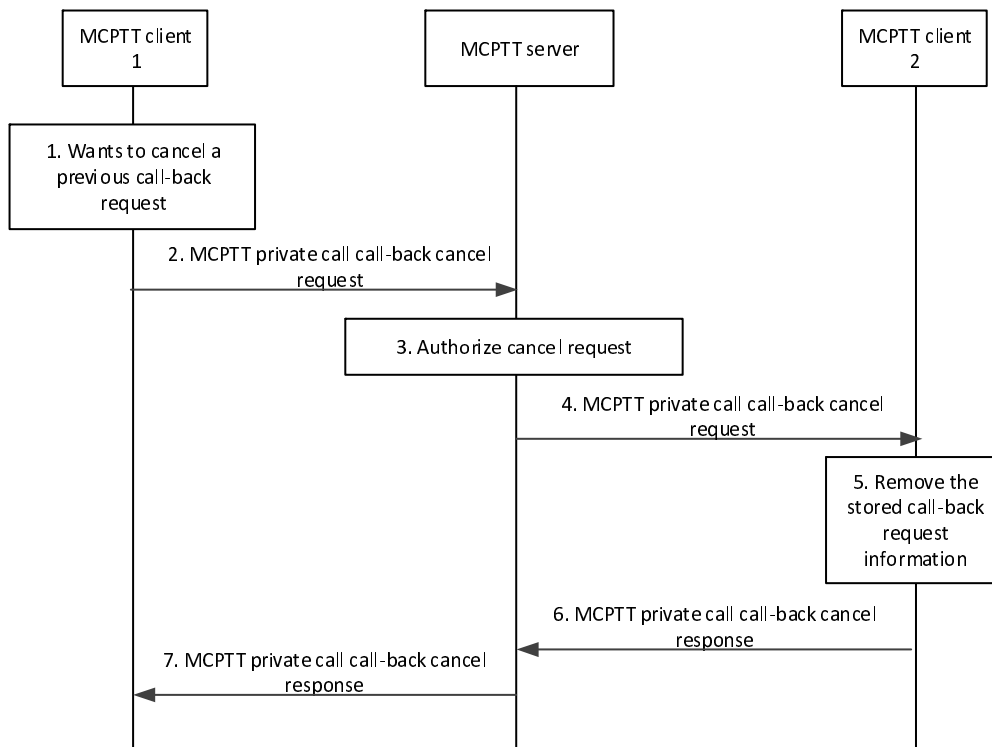 MCPTT client
1
MCPTT server
MCPTT client
2
1. Wants to cancel a
previous call-back
request
2. MCPTT private call call-back cancel
request
3. Authorize cancel request
4. MCPTT private call call-back cancel
request
5. Remove the
stored call-back
request
information
6. MCPTT private call call-back cancel
response
7. MCPTT private call call-back cancel
response